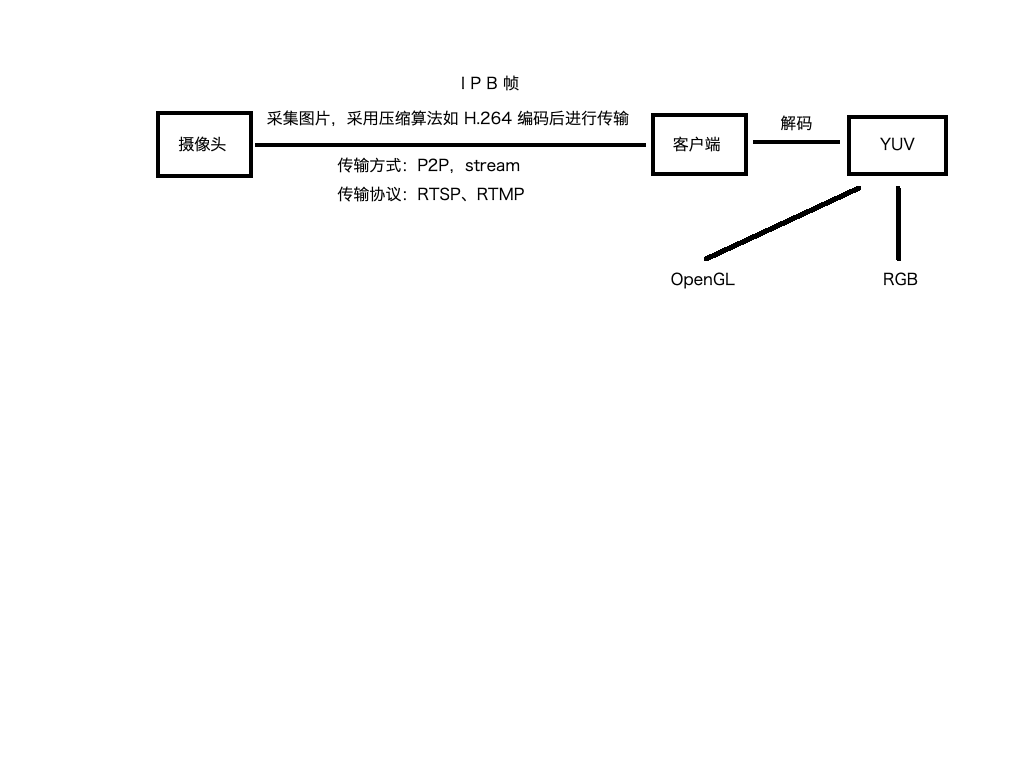 I P B 帧
采集图片，采用压缩算法如 H.264 编码后进行传输
摄像头
客户端
解码
YUV
传输方式：P2P，stream
传输协议：RTSP、RTMP
OpenGL
RGB